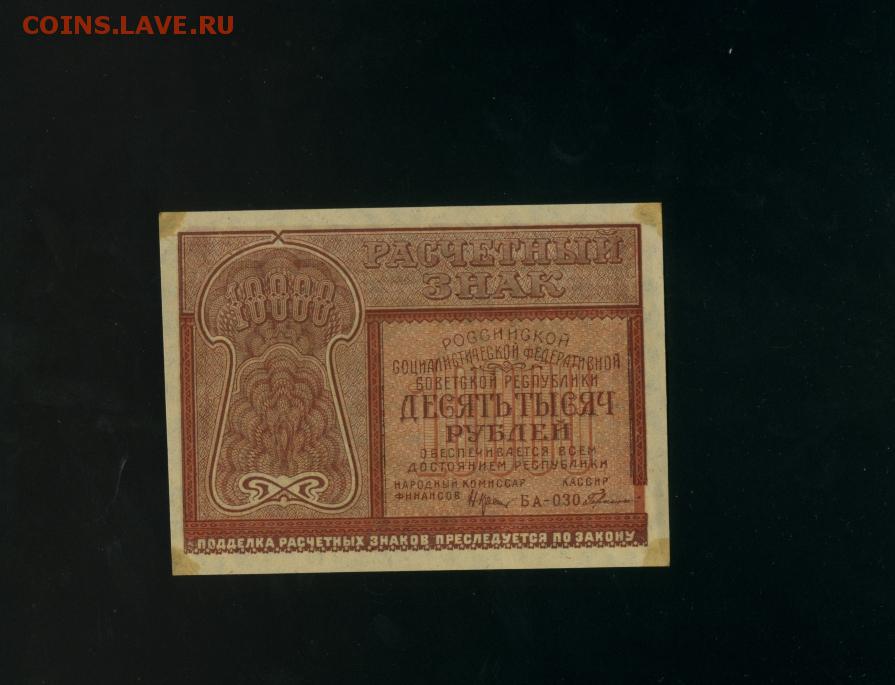 COINS.LAVE.RU
РАСЧЕТНЫЙ
ЗНАК
10000
РОССИЙСКОЙ
СОЦИАЛИСТИЧЕСКОЙ ФЕДЕРАТИВНОЙ
СОВЕТСКОЙ РЕСПУБЛИКИ
ДЕСЯТЬ ТЫСЯЧ
РУБЛЕЙ
ОБЕСПЕЧИВАЕТСЯ ВСЕМ
ДОСТОЯНИЕМ РЕСПУБЛИКИ
НАРОДНЫЙ КОМИССАР КАССИР
ФИНАНСОВ БА-030
ПОДДЕЛКА РАСЧЕТНЫХ ЗНАКОВ ПРЕСЛЕДУЕТСЯ ПО ЗАКОНУ